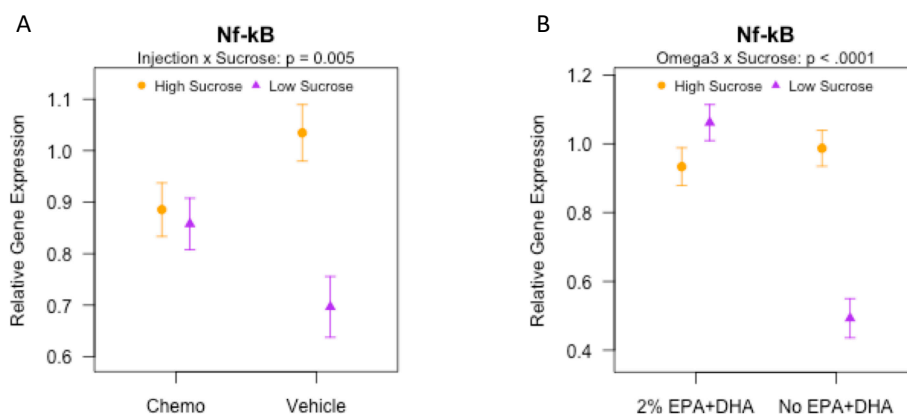 A
Nf-kB
Injection x Sucrose: p = 0.005
High Sucrose Low Sucrose
Relative Gene Expression
1.1
1.0
0.9
0.8
0.7
0.6
Chemo Vehicle
B
Nf-kB
Omega3 x Sucrose: p < .0001
High Sucrose Low Sucrose
Relative Gene Expression
1.2
1.0
0.8
0.6
0.4
2% EPA+DHA No EPA+DHA